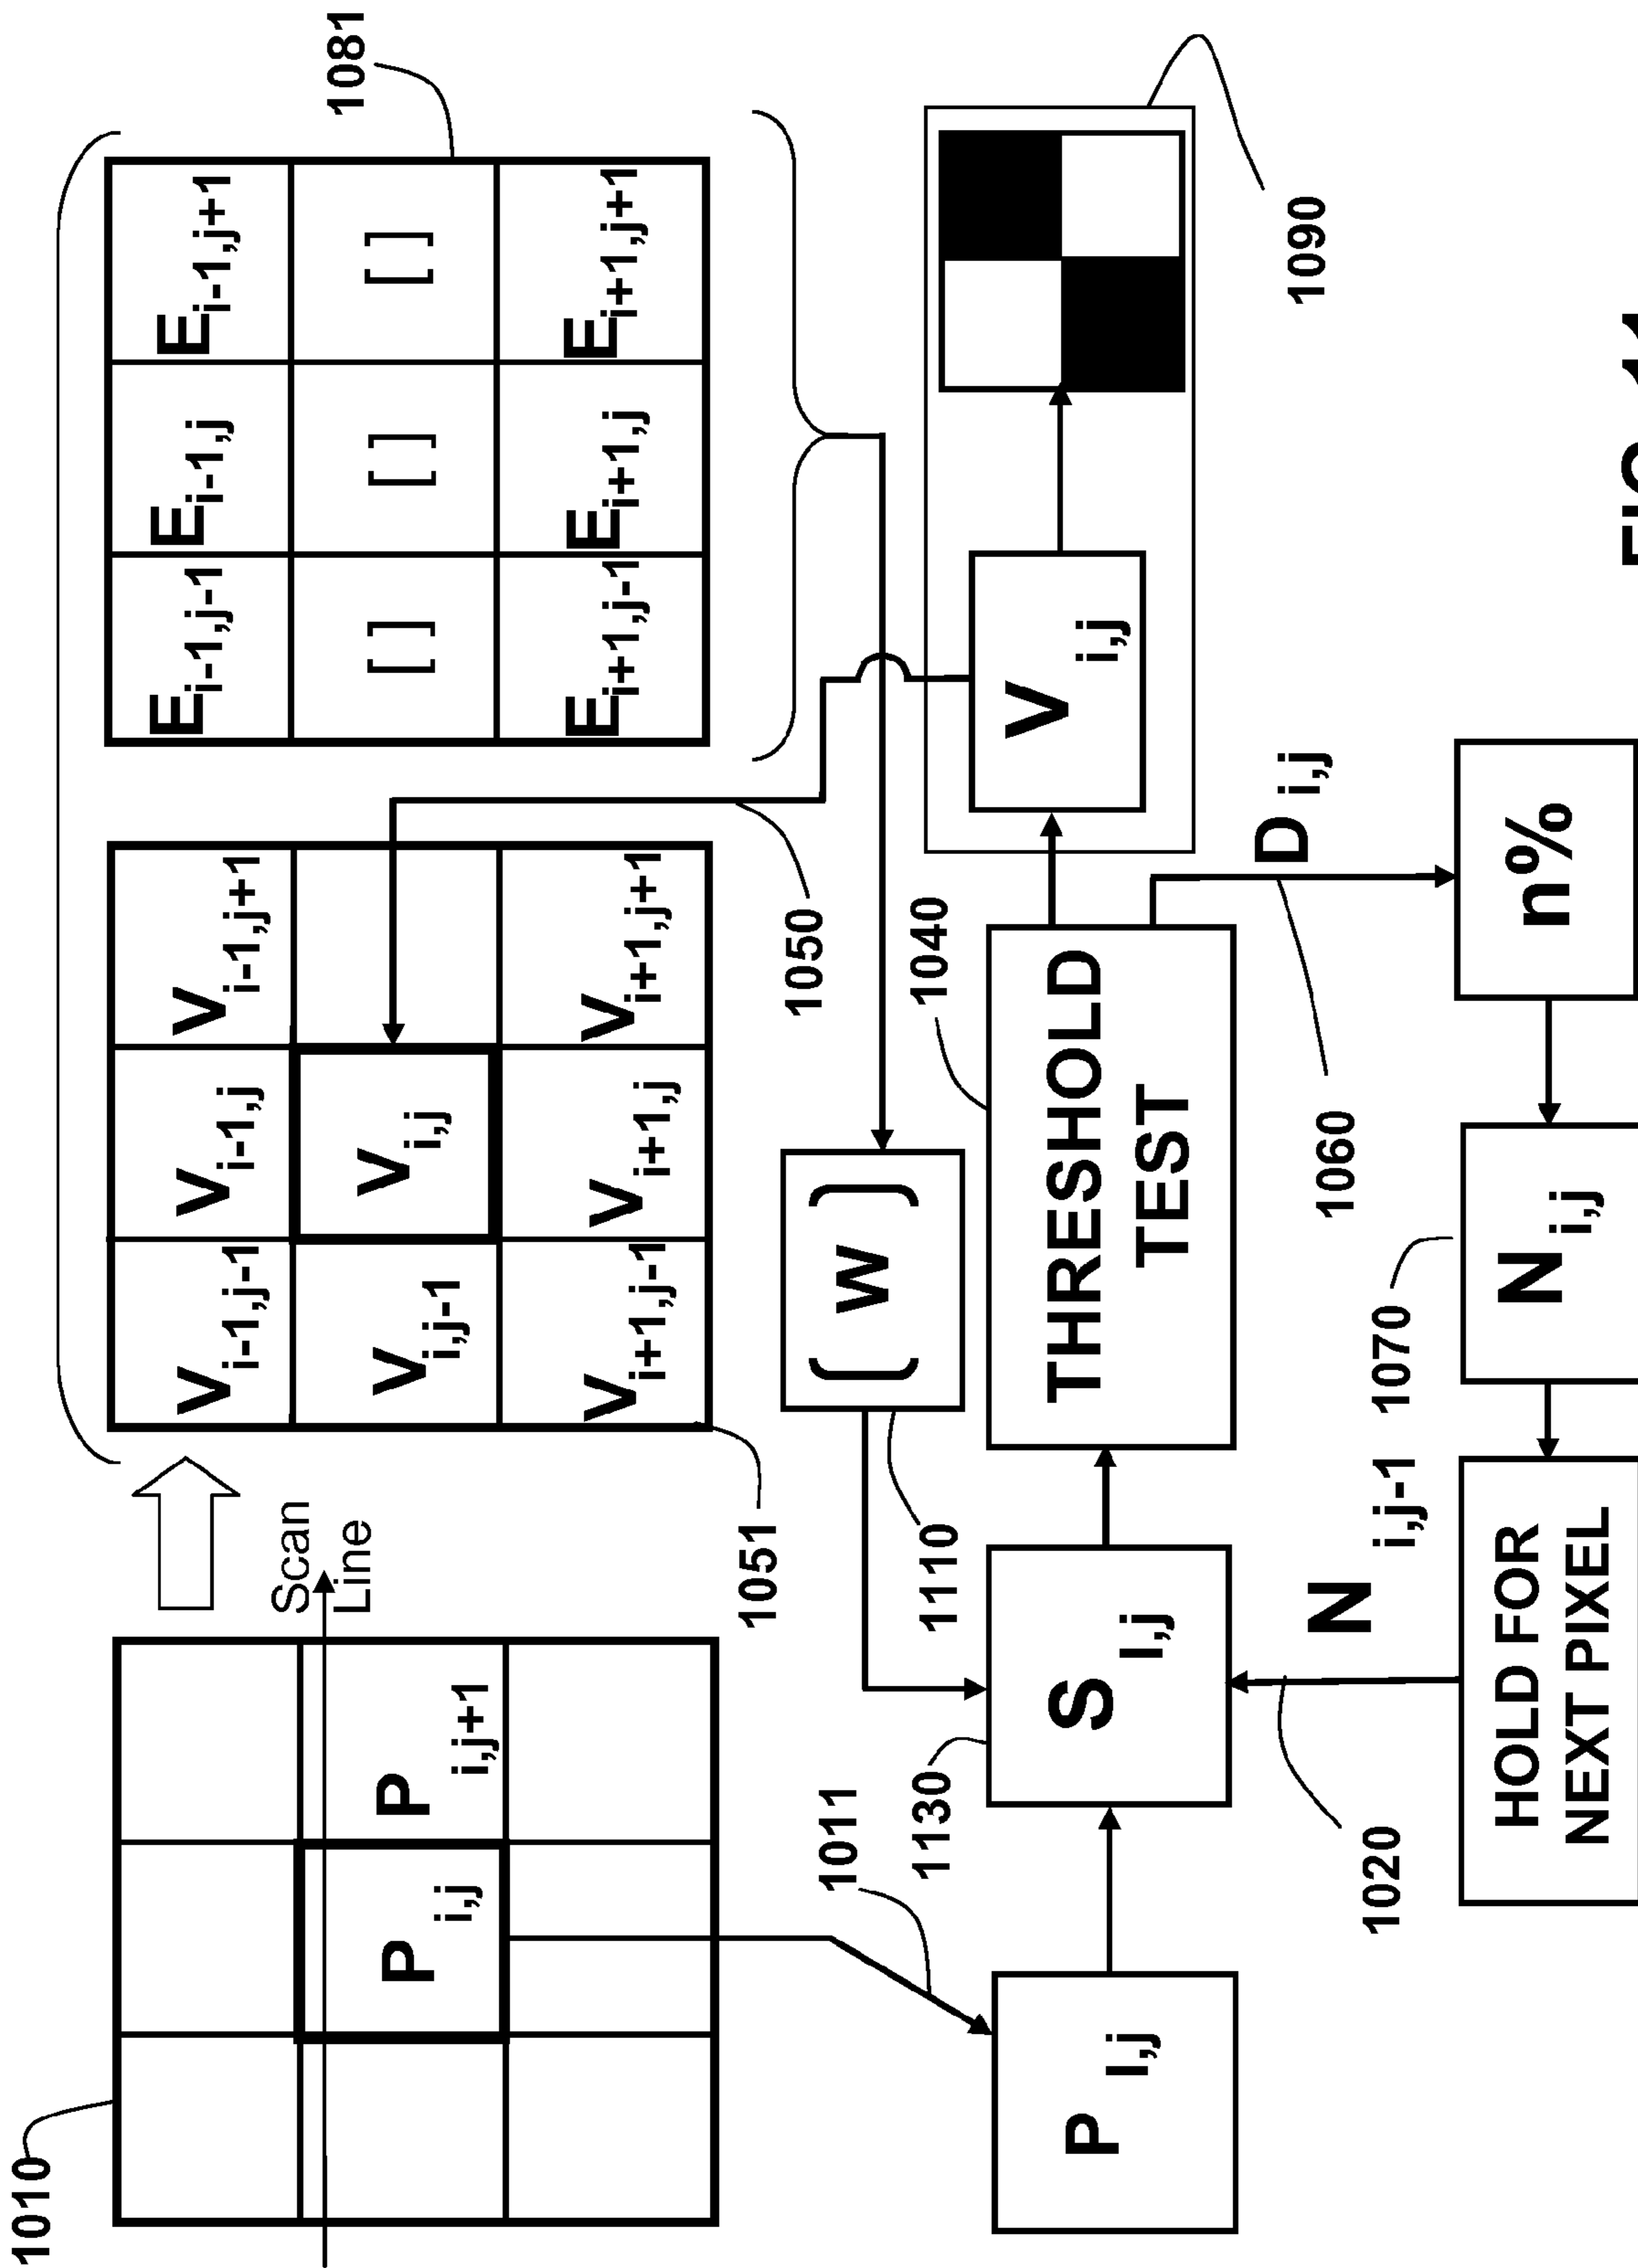 1010
P i,j
P i,j+1
Scan
Line
V i-1,j-1
V i-1,j
V i-1,j+1
V i,j-1
V i,j
V i+1,j-1
V i+1,j
V i+1,j+1
1051
E i-1,j-1
E i-1,j
E i-1,j+1
[ ]
[ ]
[ ]
E i+1,j-1
E i+1,j
E i+1,j+1
1081
1050
1011
1130
1110
( W )
1040
P I,j
S I,j
THRESHOLD
TEST
V i,j
1090
1020
N i,j-1
1070
1060
D i,j
HOLD FOR
NEXT PIXEL
N i,j
n%